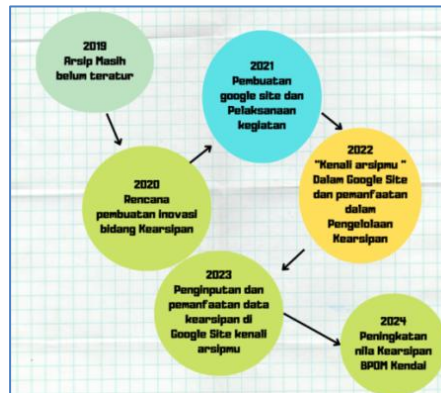 2019
Arsip Masih
belum teratur
2020
Rencana
pembuatan inovasi
bidang Kearsipan
2021
Pembuatan
google site dan
Pelaksanaan
kegiatan
2022
"Kenali arsipmu "
Dalam Google Site
dan pemanfaatan
dalam
Pengelolaan
Kearsipan
2023
Penginputan dan
pemanfaatan data
kearsipan di
Google Site kenali
arsipmu
2024
Peningkatan
nila Kearsipan
BPOM Kendai